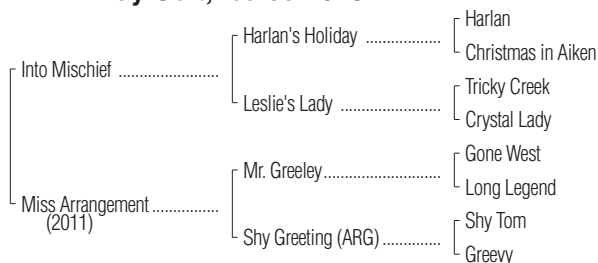 Harlan
Harlan's Holiday ..................
Christmas in Aiken
Into Mischief ........................
Tricky Creek
Leslie's Lady ........................
Crystal Lady
Gone West
Mr. Greeley............................
Long Legend
Miss Arrangement................
(2011)
Shy Tom
Shy Greeting (ARG) ..............
Greevy